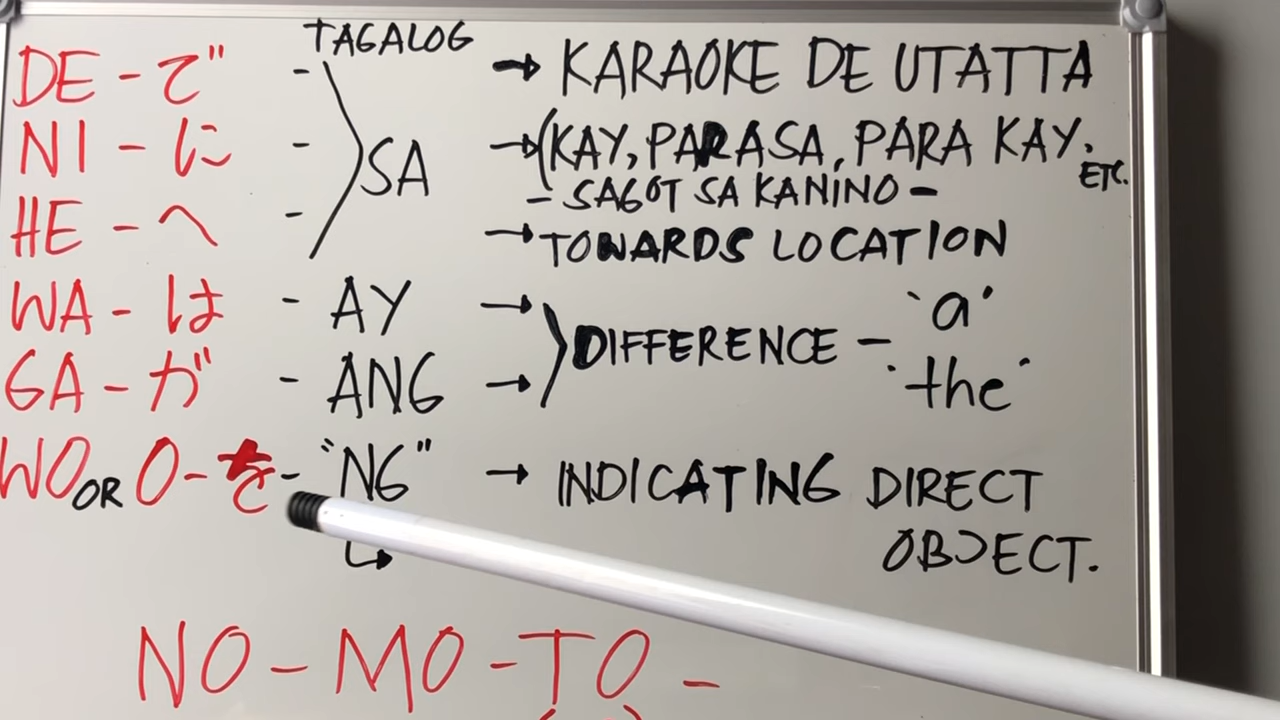 TAGALOG
DE - で - SA → KARAOKE DE UTATTA
NI - に - → (KAY, PARASA, PARA KAY. ETC.
- SAGOT SA KANINO -
HE - へ - → TOWARDS LOCATION
WA - は - AY → DIFFERENCE - 'a'
GA - が - ANG → 'the'
WO OR O - を - "NG" → INDICATING DIRECT
OBJECT.
↳
NO - MO - TO -